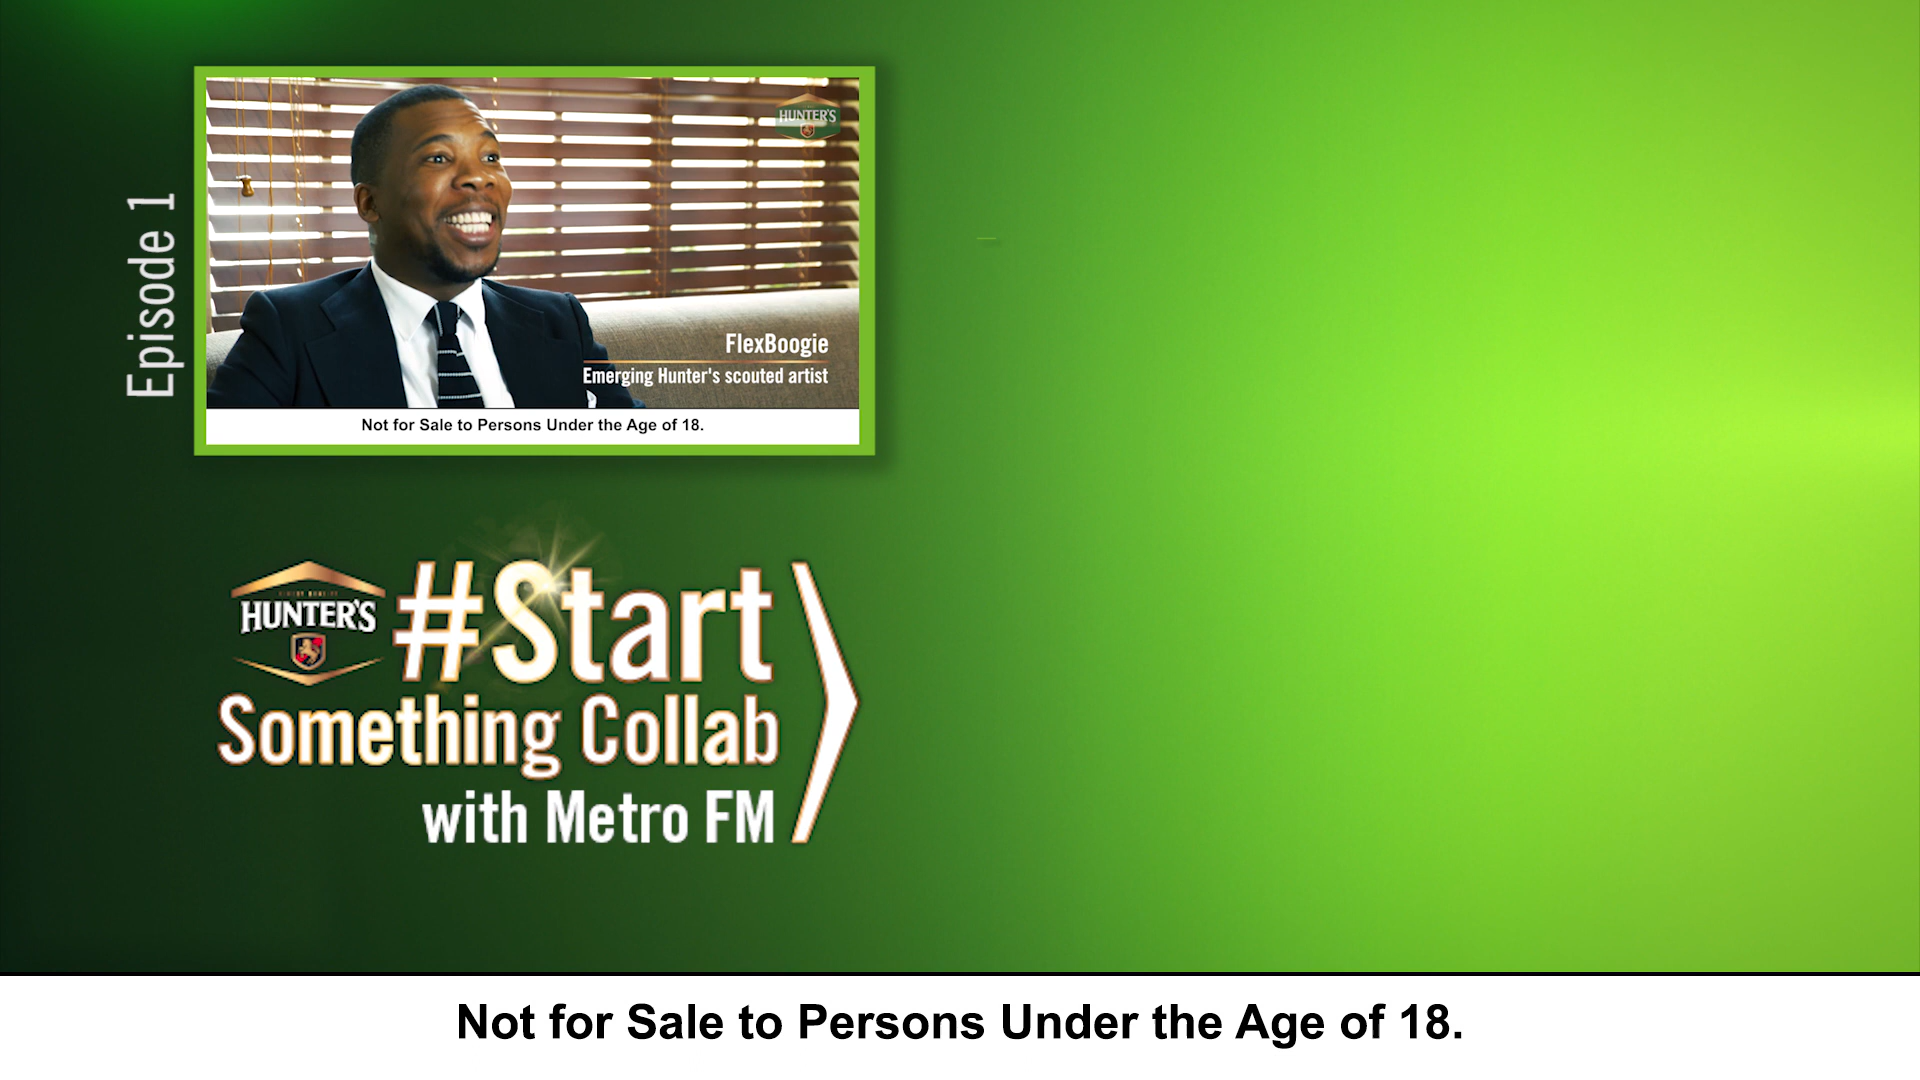 Episode 1
HUNTER'S
FlexBoogie
Emerging Hunter's scouted artist
Not for Sale to Persons Under the Age of 18.
HUNTER'S
#Start
Something Collab
with Metro FM
Not for Sale to Persons Under the Age of 18.